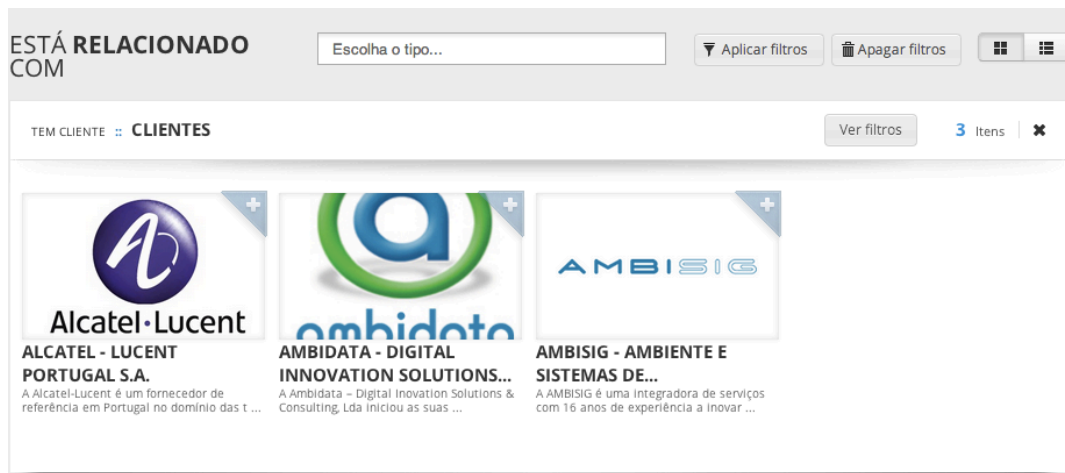 ESTÁ RELACIONADO
COM
Escolha o tipo...
Aplicar filtros
Apagar filtros
TEM CLIENTE :: CLIENTES
Ver filtros
3 Itens
Alcatel·Lucent
ambidata
AMBISIG
ALCATEL - LUCENT
PORTUGAL S.A.
A Alcatel-Lucent é um fornecedor de
referência em Portugal no domínio das t ...
AMBIDATA - DIGITAL
INNOVATION SOLUTIONS...
A Ambidata – Digital Inovation Solutions &
Consulting, Lda iniciou as suas ...
AMBISIG - AMBIENTE E
SISTEMAS DE...
A AMBISIG é uma integradora de serviços
com 16 anos de experiência a inovar ...